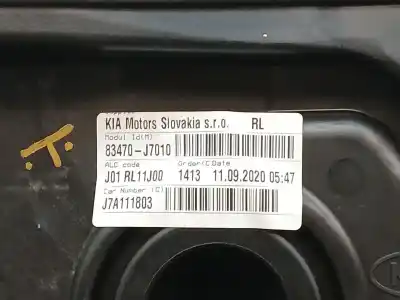 KIA Motors Slovakia s.r.o. RL
Modul Id(M)
83470-J7010
ALC code Order(C) Date
J01 RL11J00 1413 11.09.2020 05:47
Car Number (C)
J7A111803
.T.